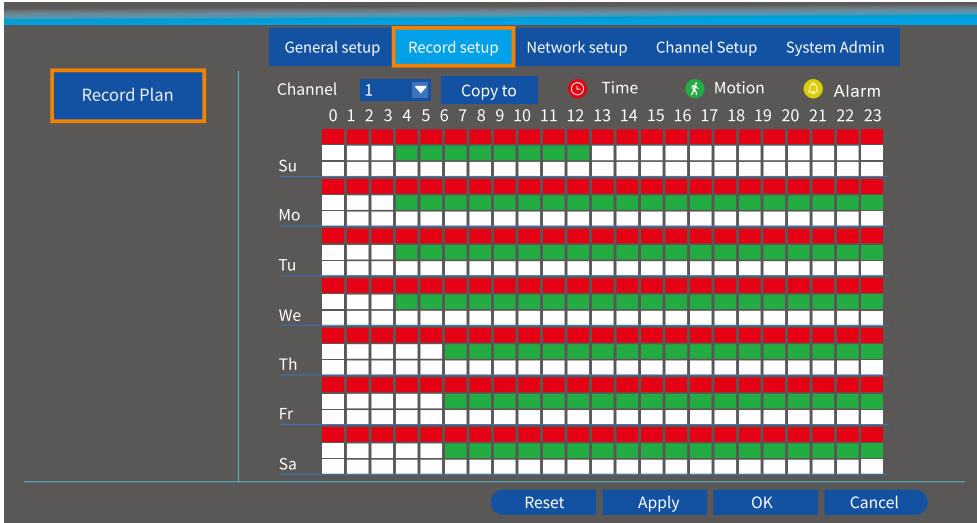 General setup Record setup Network setup Channel Setup System Admin
Record Plan
Channel 1 Copy to Time Motion Alarm
0 1 2 3 4 5 6 7 8 9 10 11 12 13 14 15 16 17 18 19 20 21 22 23
Su
Mo
Tu
We
Th
Fr
Sa
Reset Apply OK Cancel